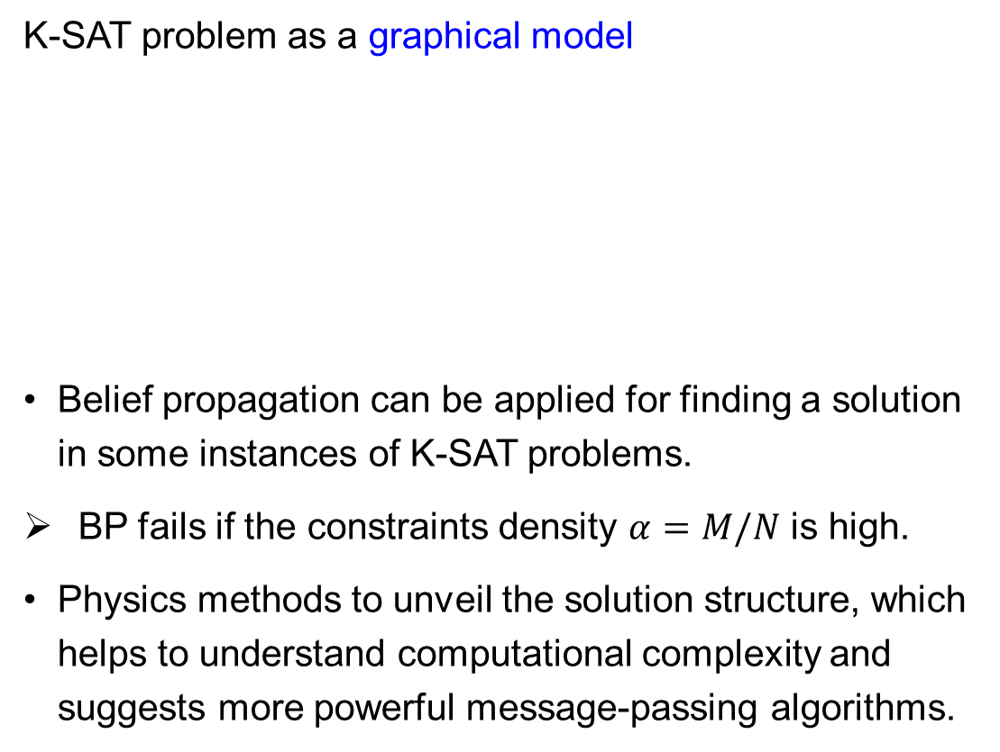 K-SAT problem as a graphical model
• Belief propagation can be applied for finding a solution
in some instances of K-SAT problems.
➢ BP fails if the constraints density 𝛼 = 𝑀/𝑁 is high.
• Physics methods to unveil the solution structure, which
helps to understand computational complexity and
suggests more powerful message-passing algorithms.